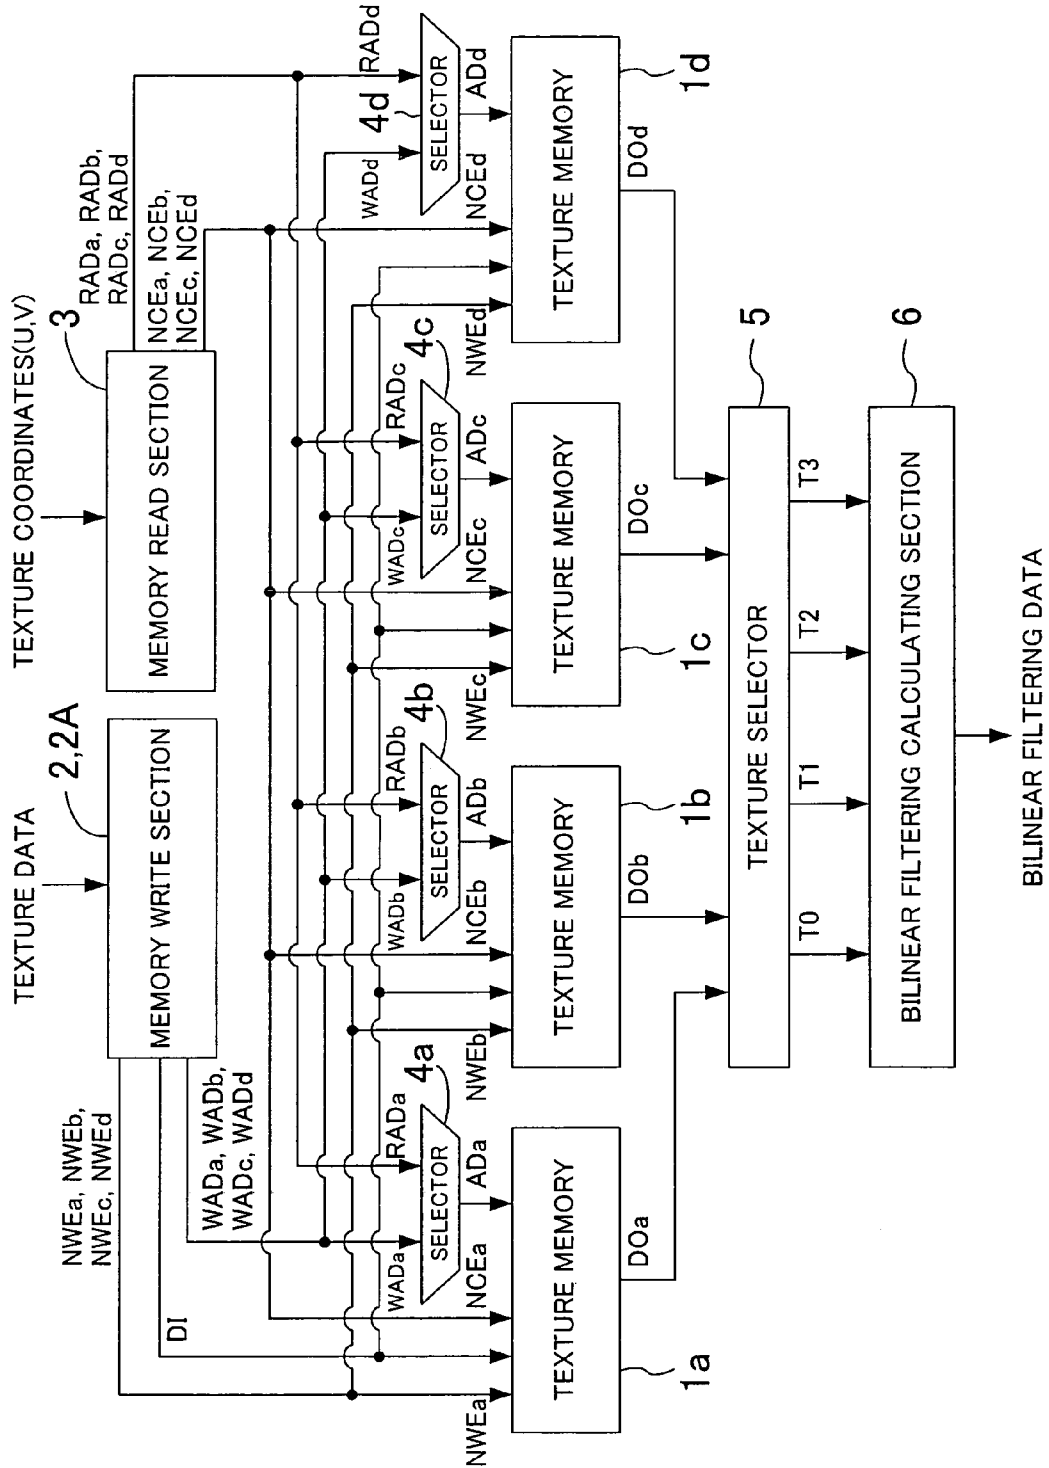 TEXTURE DATA
TEXTURE COORDINATES(U,V)
2,2A
3
MEMORY WRITE SECTION
MEMORY READ SECTION
NWEa, NWEb,
NWEc, NWEd
DI
WADa, WADb,
WADc, WADd
RADa, RADb,
RADc, RADd
NCEa, NCEb,
NCEc, NCEd
WADa
RADa
4a
WADb
RADb
4b
WADc
RADc
4c
WADd
RADd
4d
SELECTOR
SELECTOR
SELECTOR
SELECTOR
NWEa
NCEa
ADa
NWEb
NCEb
ADb
NWEc
NCEc
ADc
NWEd
NCEd
ADd
TEXTURE MEMORY
TEXTURE MEMORY
TEXTURE MEMORY
TEXTURE MEMORY
1a
DOa
DOb
1b
1c
DOc
DOd
1d
TEXTURE SELECTOR
5
T0
T1
T2
T3
BILINEAR FILTERING CALCULATING SECTION
6
BILINEAR FILTERING DATA